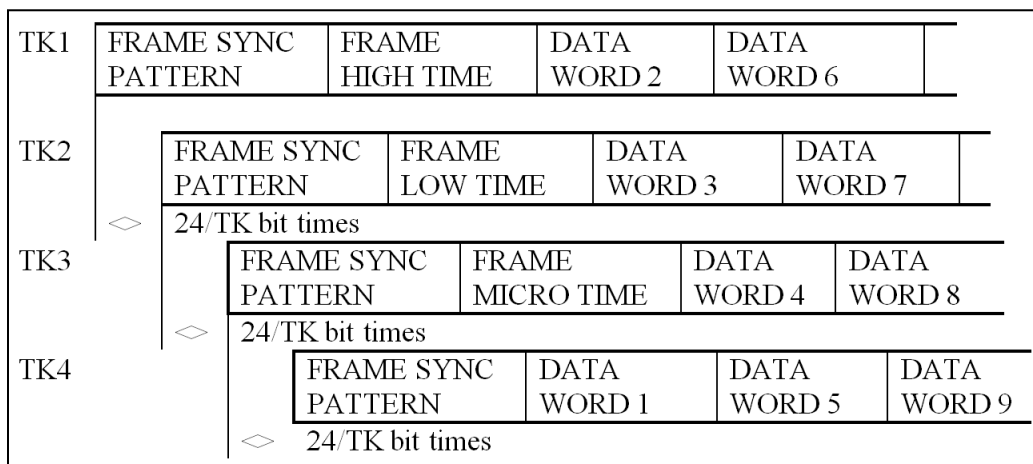 TK1 FRAME SYNC FRAME DATA DATA
PATTERN HIGH TIME WORD 2 WORD 6
TK2 FRAME SYNC FRAME DATA DATA
PATTERN LOW TIME WORD 3 WORD 7
24/TK bit times
TK3 FRAME SYNC FRAME DATA DATA
PATTERN MICRO TIME WORD 4 WORD 8
24/TK bit times
TK4 FRAME SYNC DATA DATA DATA
PATTERN WORD 1 WORD 5 WORD 9
24/TK bit times